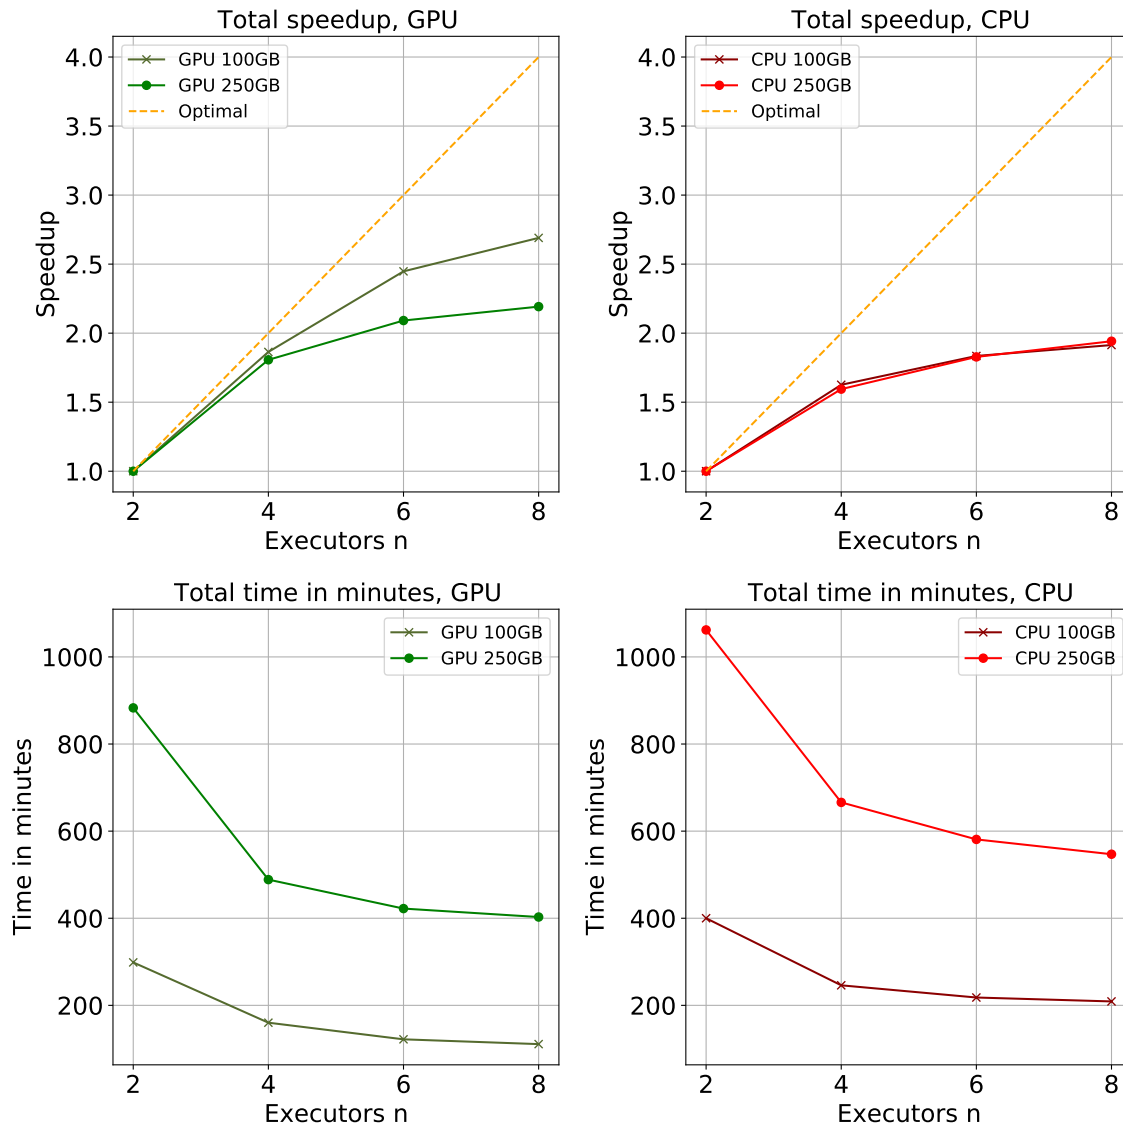 Total speedup, GPU
GPU 100GB
GPU 250GB
Optimal
4.0
3.5
3.0
2.5
2.0
1.5
1.0
Speedup
2 4 6 8
Executors n
Total speedup, CPU
CPU 100GB
CPU 250GB
Optimal
4.0
3.5
3.0
2.5
2.0
1.5
1.0
Speedup
2 4 6 8
Executors n
Total time in minutes, GPU
GPU 100GB
GPU 250GB
1000
800
600
400
200
Time in minutes
2 4 6 8
Executors n
Total time in minutes, CPU
CPU 100GB
CPU 250GB
1000
800
600
400
200
Time in minutes
2 4 6 8
Executors n